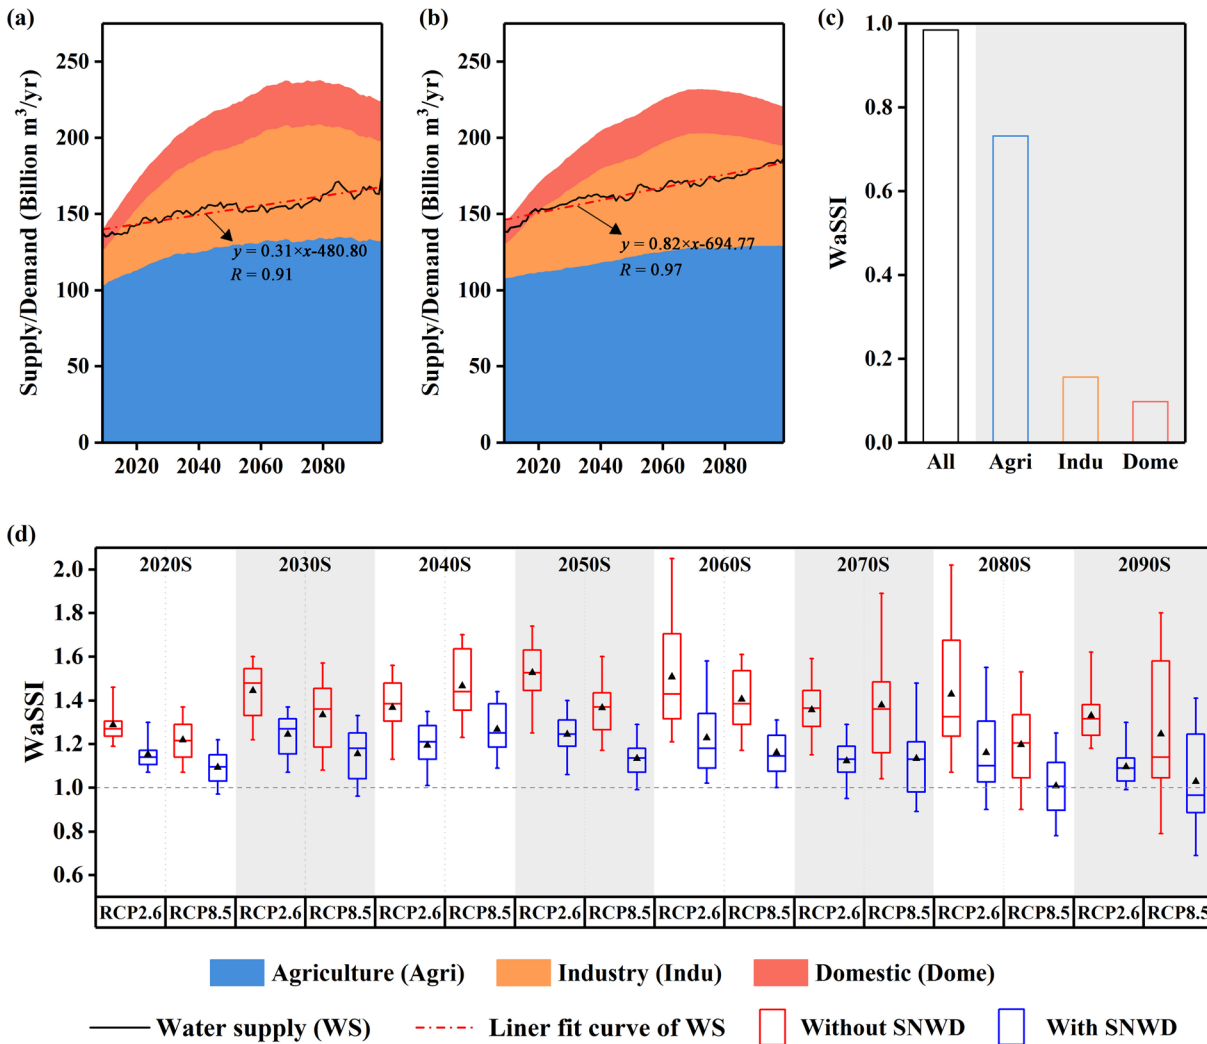 (a)
(b)
(c)
Supply/Demand (Billion m³/yr)
250
200
150
100
50
0
2020 2040 2060 2080
y = 0.31×x-480.80
R = 0.91
Supply/Demand (Billion m³/yr)
250
200
150
100
50
0
2020 2040 2060 2080
y = 0.82×x-694.77
R = 0.97
WaSSI
1.0
0.8
0.6
0.4
0.2
0.0
All Agri Indu Dome
(d)
2020S 2030S 2040S 2050S 2060S 2070S 2080S 2090S
WaSSI
2.0
1.8
1.6
1.4
1.2
1.0
0.8
0.6
RCP2.6 RCP8.5 RCP2.6 RCP8.5 RCP2.6 RCP8.5 RCP2.6 RCP8.5 RCP2.6 RCP8.5 RCP2.6 RCP8.5 RCP2.6 RCP8.5 RCP2.6 RCP8.5
Agriculture (Agri) Industry (Indu) Domestic (Dome)
Water supply (WS) Liner fit curve of WS Without SNWD With SNWD